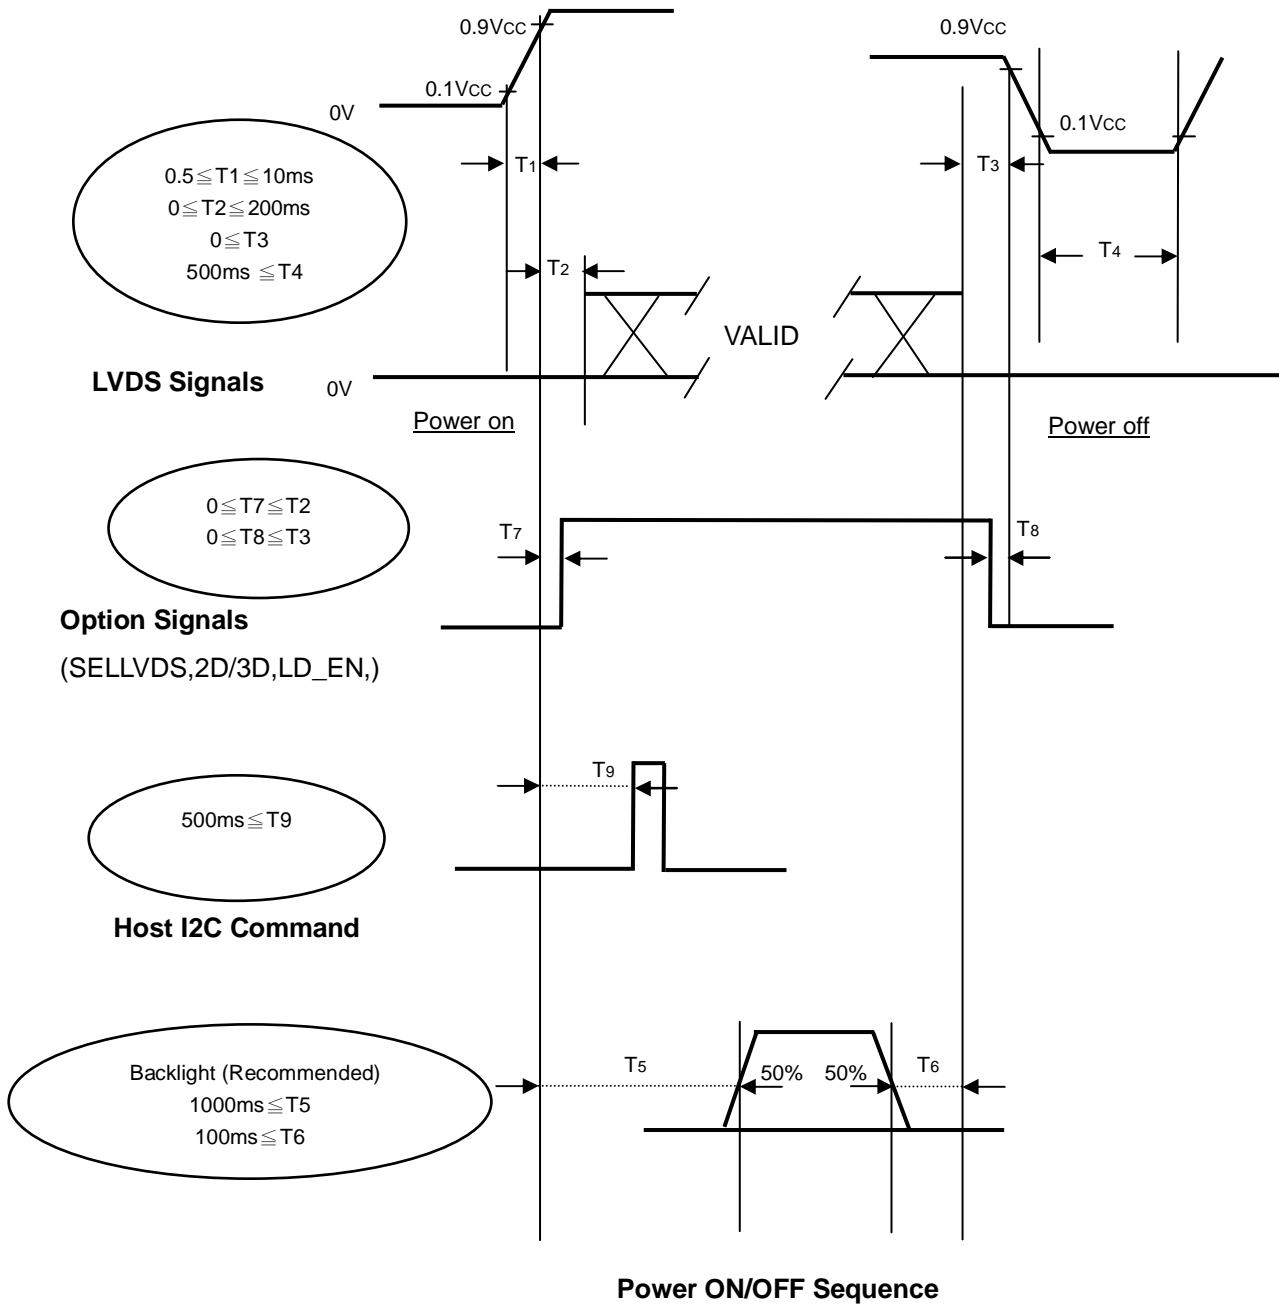 0.9VCC
0.9VCC
0.1VCC
0V
0.1VCC
T1
T3
0.5≦T1≦10ms
0≦T2≦200ms
0≦T3
500ms ≦T4
T2
T4
VALID
LVDS Signals
0V
Power on
Power off
0≦T7≦T2
0≦T8≦T3
T7
T8
Option Signals
(SELLVDS,2D/3D,LD_EN,)
T9
500ms≦T9
Host I2C Command
Backlight (Recommended)
1000ms≦T5
100ms≦T6
T5
50%
50%
T6
Power ON/OFF Sequence